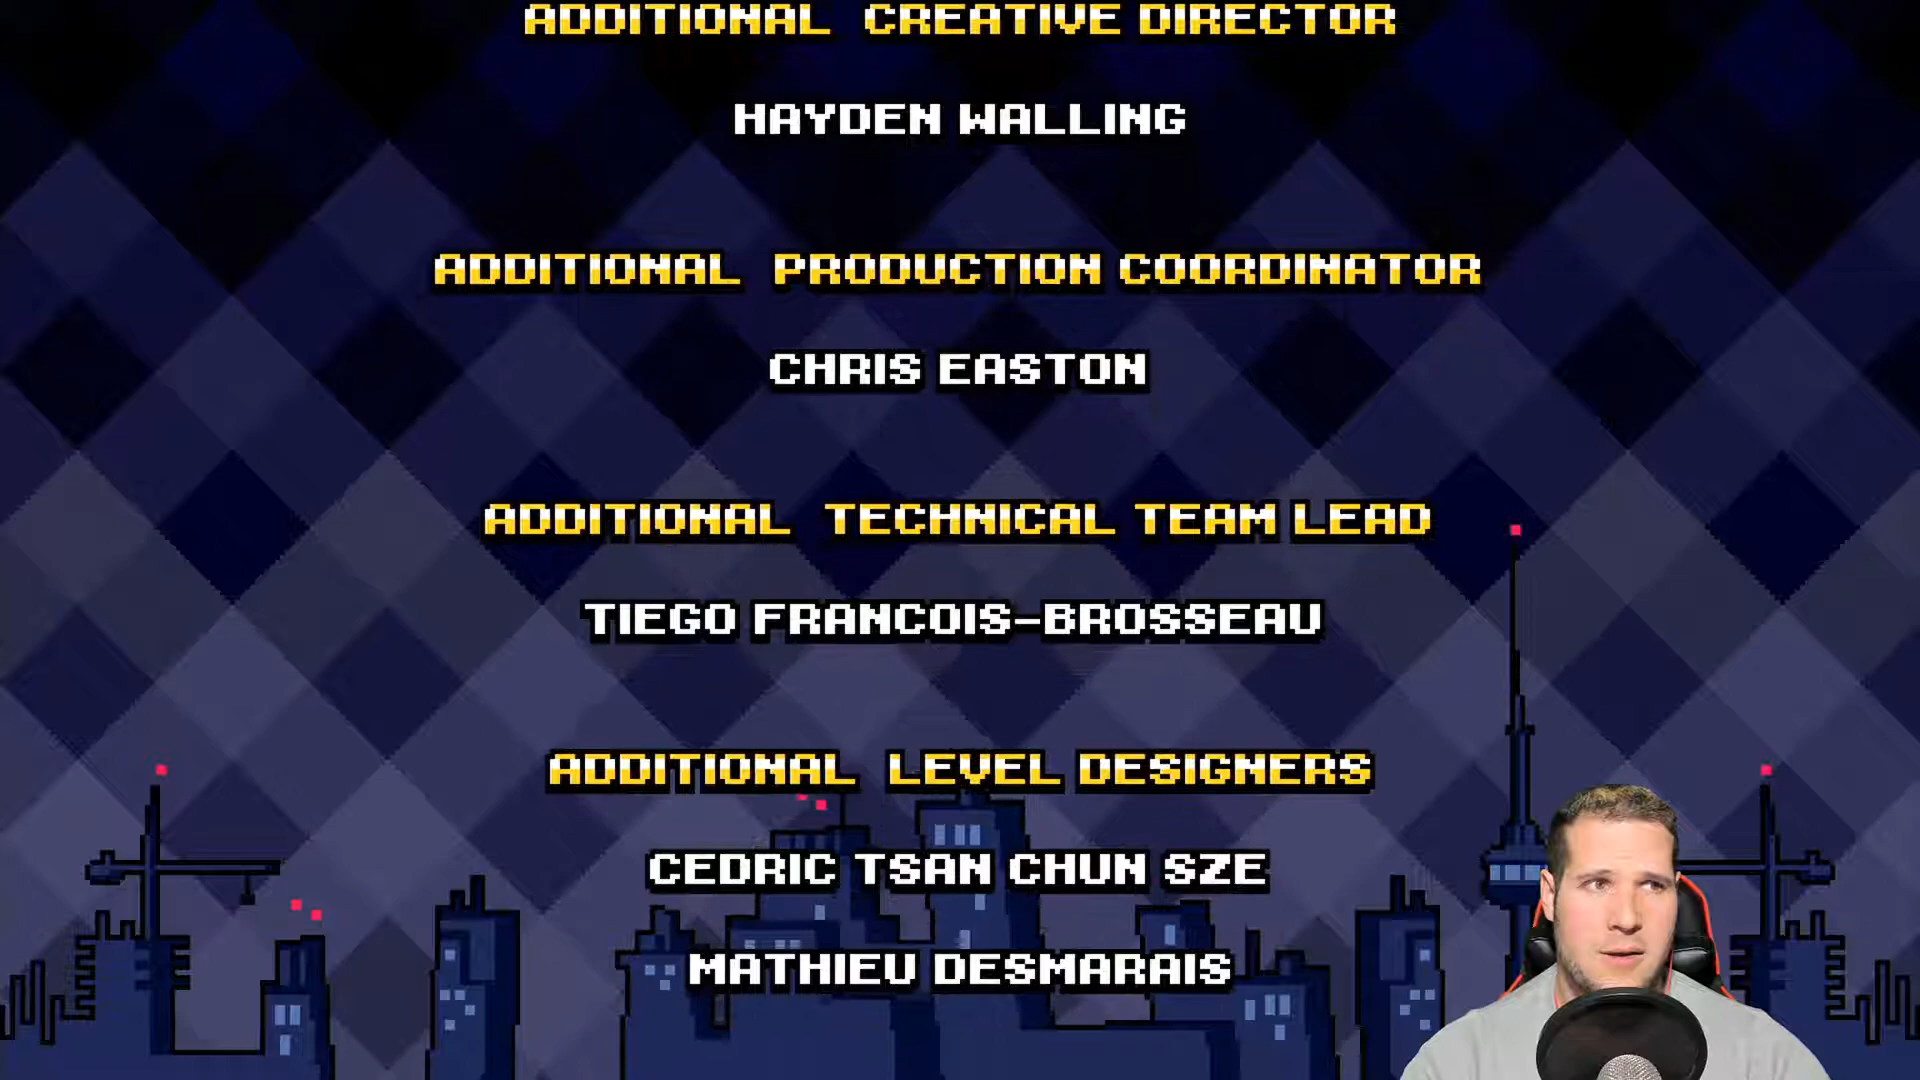 ADDITIONAL CREATIVE DIRECTOR
HAYDEN WALLING
ADDITIONAL PRODUCTION COORDINATOR
CHRIS EASTON
ADDITIONAL TECHNICAL TEAM LEAD
TIEGO FRANCOIS-BROSSEAU
ADDITIONAL LEVEL DESIGNERS
CEDRIC TSAN CHUN SZE
MATHIEU DESMARAIS